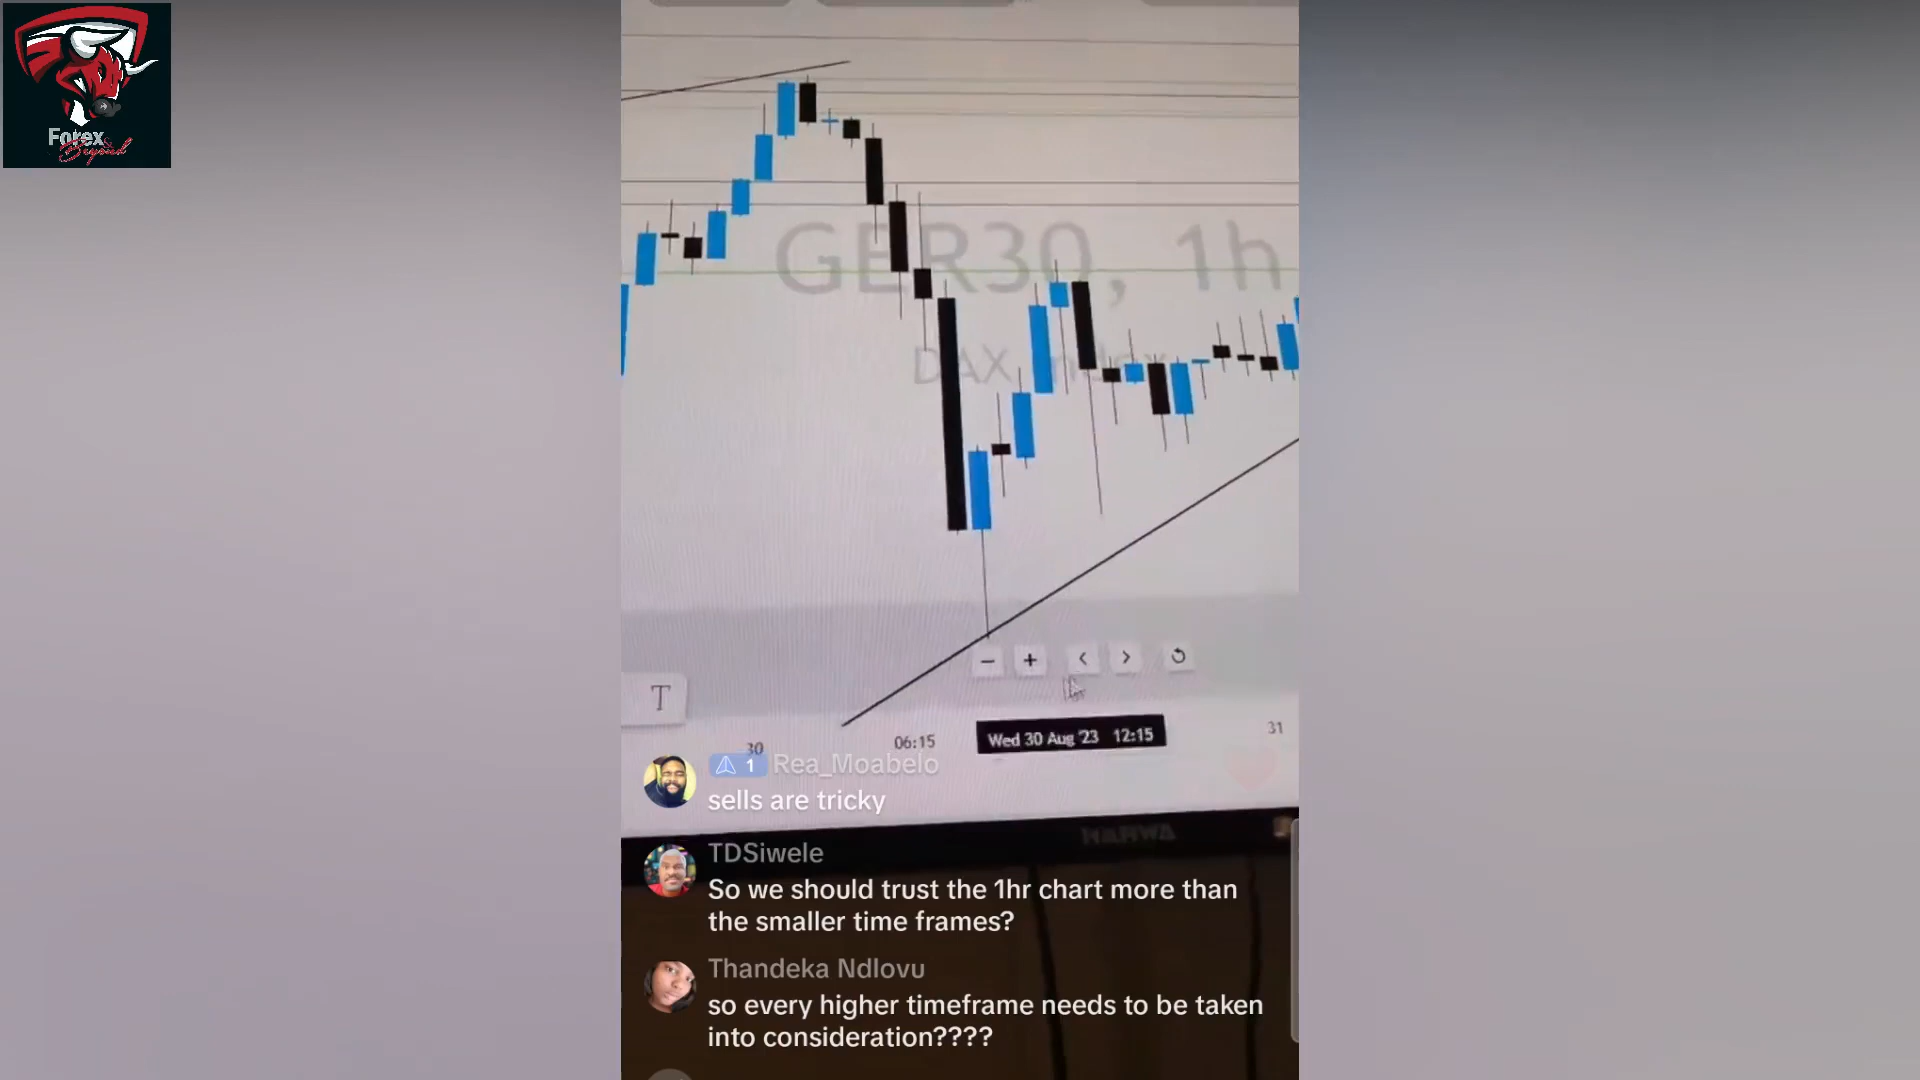 Forex
Beyond
GER30, 1h
DAX Index
T
30
06:15
Wed 30 Aug '23 12:15
31
1 Rea_Moabelo
sells are tricky
TDSiwele
So we should trust the 1hr chart more than
the smaller time frames?
Thandeka Ndlovu
so every higher timeframe needs to be taken
into consideration????